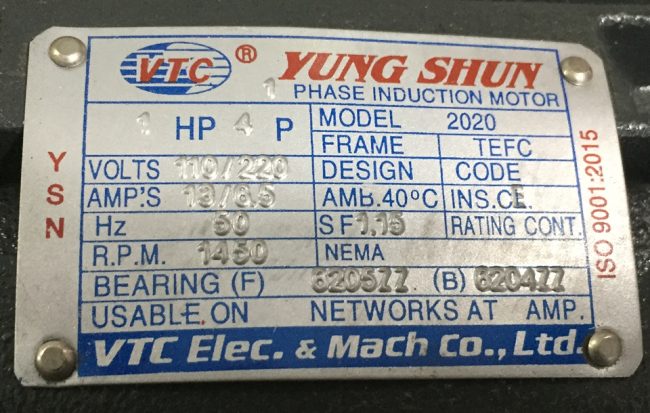 VTC ® YUNG SHUN
1 PHASE INDUCTION MOTOR
1 HP 4 P MODEL 2020
FRAME TEFC
VOLTS 110/220 DESIGN CODE
AMP'S 13/6.5 AMB.40°C INS.CE
Hz 50 SF1.15 RATING CONT.
R.P.M. 1450 NEMA
BEARING (F) 6205ZZ. (B) 6204ZZ
USABLE.ON NETWORKS AT AMP.
VTC Elec. & Mach Co., Ltd.
YSN
ISO 9001:2015